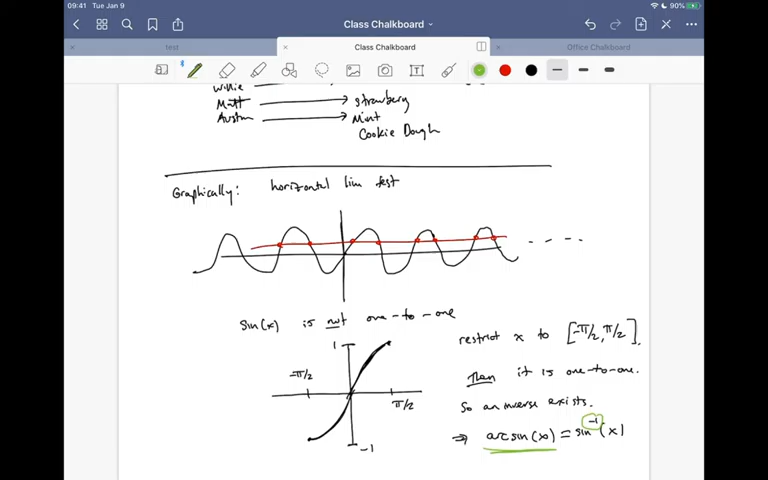 09:41 Tue Jan 9
90%
Class Chalkboard
test
Class Chalkboard
Office Chalkboard
Willie
Matt strawberry
Austin Mint
Cookie Dough
Graphically: horizontal line test
sin(x) is not one-to-one
restrict x to [-π/2, π/2].
1
-π/2
Then it is one-to-one.
π/2
So an inverse exists.
⇒ arcsin(x) = sin⁻¹(x)
-1